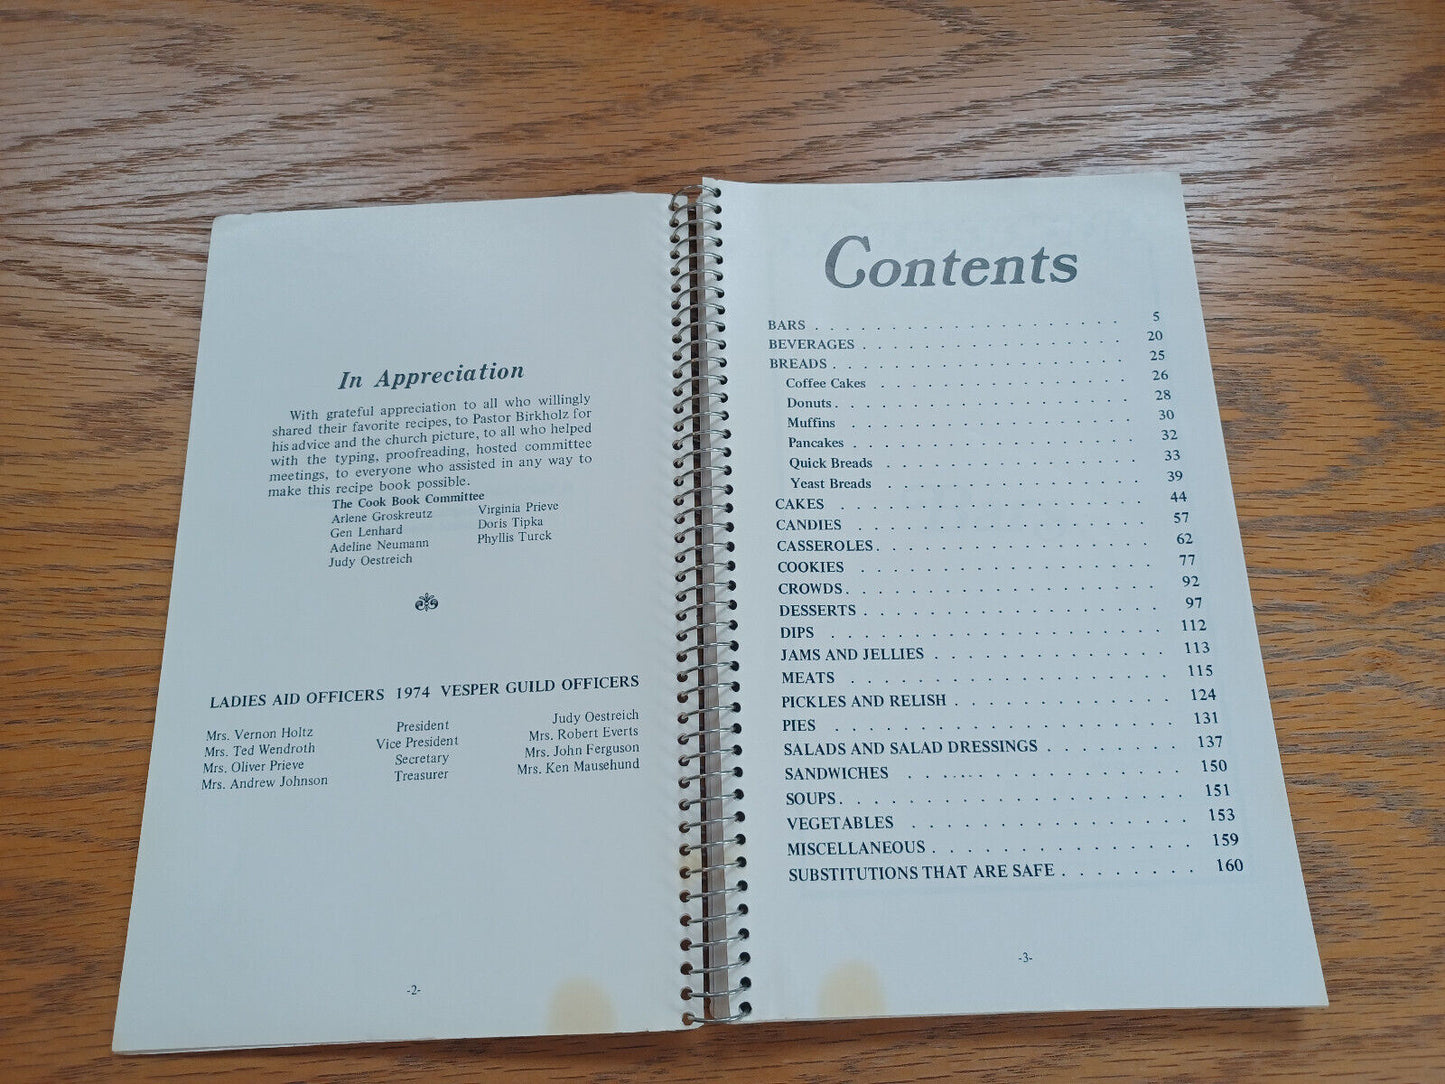 In Appreciation
With grateful appreciation to all who willingly
shared their favorite recipes, to Pastor Birkholz for
his advice and the church picture, to all who helped
with the typing, proofreading, hosted committee
meetings, to everyone who assisted in any way to
make this recipe book possible.
The Cook Book Committee
Arlene Groskreutz Virginia Prieve
Gen Lenhard Doris Tipka
Adeline Neumann Phyllis Turck
Judy Oestreich
LADIES AID OFFICERS 1974 VESPER GUILD OFFICERS
Mrs. Vernon Holtz President Judy Oestreich
Mrs. Ted Wendroth Vice President Mrs. Robert Everts
Mrs. Oliver Prieve Secretary Mrs. John Ferguson
Mrs. Andrew Johnson Treasurer Mrs. Ken Mausehund
-2-
Contents
BARS . . . . . . . . . . . . . . . . . . . . 5
BEVERAGES . . . . . . . . . . . . . . . . . 20
BREADS . . . . . . . . . . . . . . . . . . . 25
Coffee Cakes . . . . . . . . . . . . . . . . 26
Donuts . . . . . . . . . . . . . . . . . . . 28
Muffins . . . . . . . . . . . . . . . . . . 30
Pancakes . . . . . . . . . . . . . . . . . . 32
Quick Breads . . . . . . . . . . . . . . . . 33
Yeast Breads . . . . . . . . . . . . . . . . 39
CAKES . . . . . . . . . . . . . . . . . . . 44
CANDIES . . . . . . . . . . . . . . . . . . 57
CASSEROLES . . . . . . . . . . . . . . . . . 62
COOKIES . . . . . . . . . . . . . . . . . . 77
CROWDS . . . . . . . . . . . . . . . . . . . 92
DESSERTS . . . . . . . . . . . . . . . . . . 97
DIPS . . . . . . . . . . . . . . . . . . . . 112
JAMS AND JELLIES . . . . . . . . . . . . . . 113
MEATS . . . . . . . . . . . . . . . . . . . 115
PICKLES AND RELISH . . . . . . . . . . . . . 124
PIES . . . . . . . . . . . . . . . . . . . . 131
SALADS AND SALAD DRESSINGS . . . . . . . . 137
SANDWICHES . . . . . . . . . . . . . . . . . 150
SOUPS . . . . . . . . . . . . . . . . . . . 151
VEGETABLES . . . . . . . . . . . . . . . . . 153
MISCELLANEOUS . . . . . . . . . . . . . . . 159
SUBSTITUTIONS THAT ARE SAFE . . . . . . . . 160
-3-